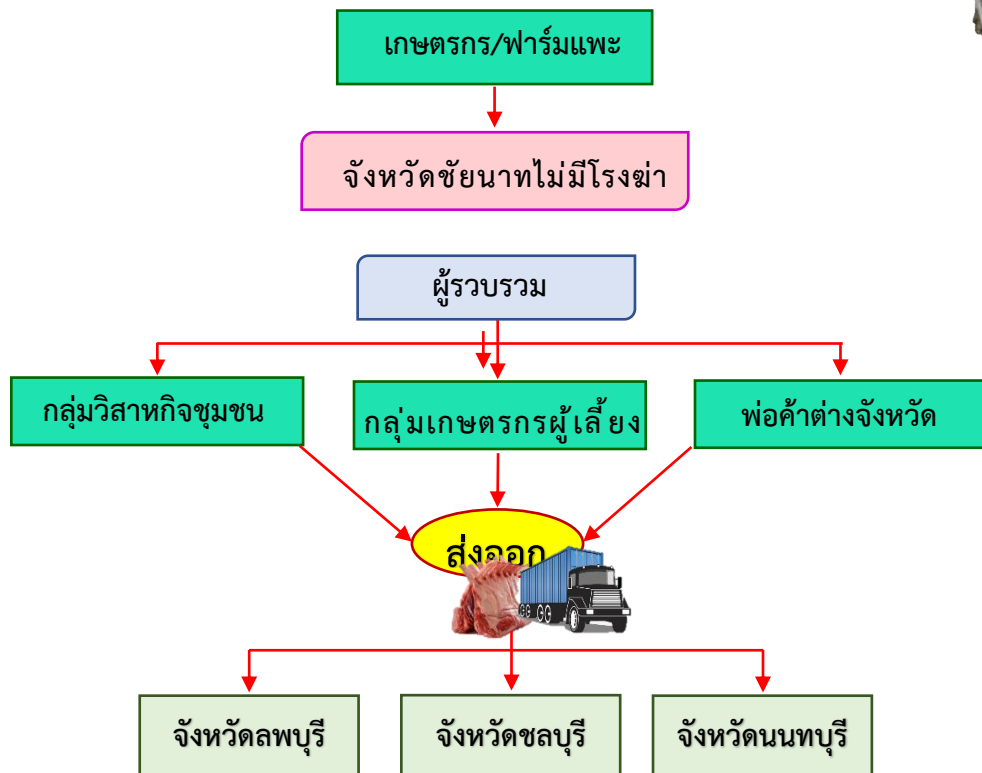 เกษตรกร/ฟาร์มแพะ
จังหวัดชัยนาทไม่มีโรงฆ่า
ผู้รวบรวม
กลุ่มวิสาหกิจชุมชน
กลุ่มเกษตรกรผู้เลี้ยง
พ่อค้าต่างจังหวัด
ส่งออก
จังหวัดลพบุรี
จังหวัดชลบุรี
จังหวัดนนทบุรี